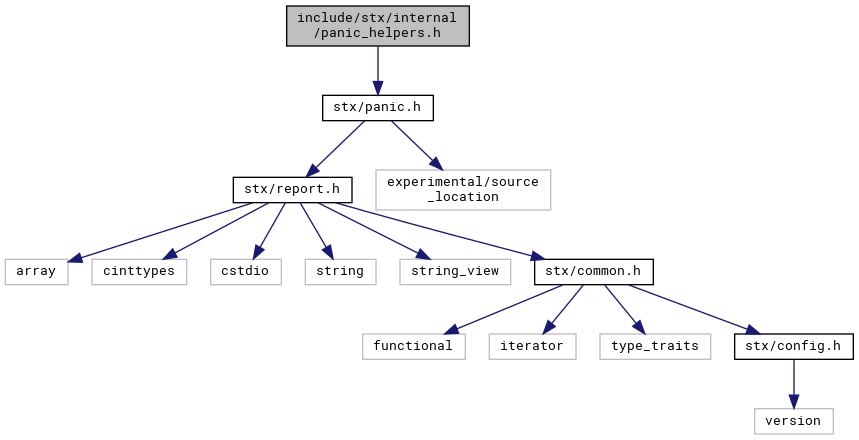 include/stx/internal
/panic_helpers.h
stx/panic.h
stx/report.h
experimental/source
_location
array
cinttypes
cstdio
string
string_view
stx/common.h
functional
iterator
type_traits
stx/config.h
version